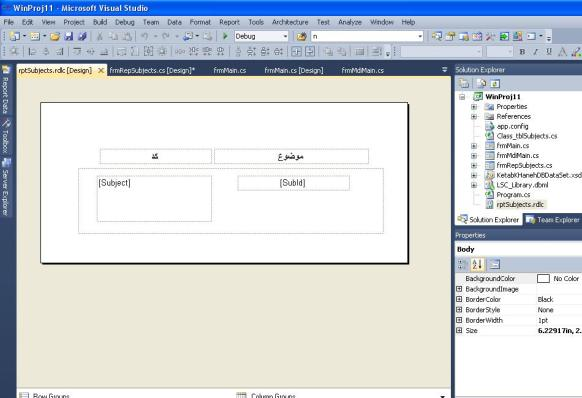 WinProj11 - Microsoft Visual Studio
File Edit View Project Build Debug Team Data Format Report Tools Architecture Test Analyze Window Help
Debug n
rptSubjects.rdlc [Design] frmRepSubjects.cs [Design]* frmMain.cs frmMain.cs [Design] frmMdiMain.cs
Report Data
Toolbox
Server Explorer
کد موضوع
[Subject] [SubId]
Row Groups Column Groups
Solution Explorer
WinProj11
Properties
References
app.config
Class_tblSubjects.cs
frmMain.cs
frmMdiMain.cs
frmRepSubjects.cs
KetabKHanehDBDataSet.xsd
LSC_Library.dbml
Program.cs
rptSubjects.rdlc
Solution Explorer Team Explorer
Properties
Body
BackgroundColor No Color
BackgroundImage
BorderColor Black
BorderStyle None
BorderWidth 1pt
Size 6.22917in, 2.